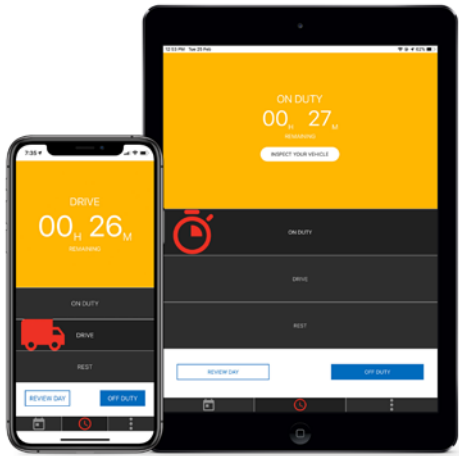 7:35
DRIVE
00H 26M
REMAINING
ON DUTY
DRIVE
REST
REVIEW DAY
OFF DUTY
12:53 PM Tue 25 Feb
92%
ON DUTY
00H 27M
REMAINING
INSPECT YOUR VEHICLE
ON DUTY
DRIVE
REST
REVIEW DAY
OFF DUTY